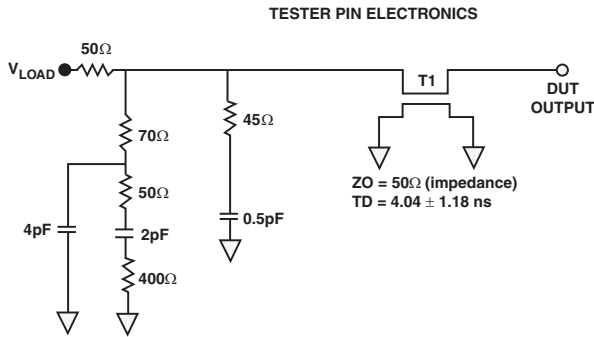 TESTER PIN ELECTRONICS
50Ω
VLOAD
T1
DUT
OUTPUT
70Ω
45Ω
50Ω
ZO = 50Ω (impedance)
TD = 4.04 ± 1.18 ns
4pF
2pF
0.5pF
400Ω